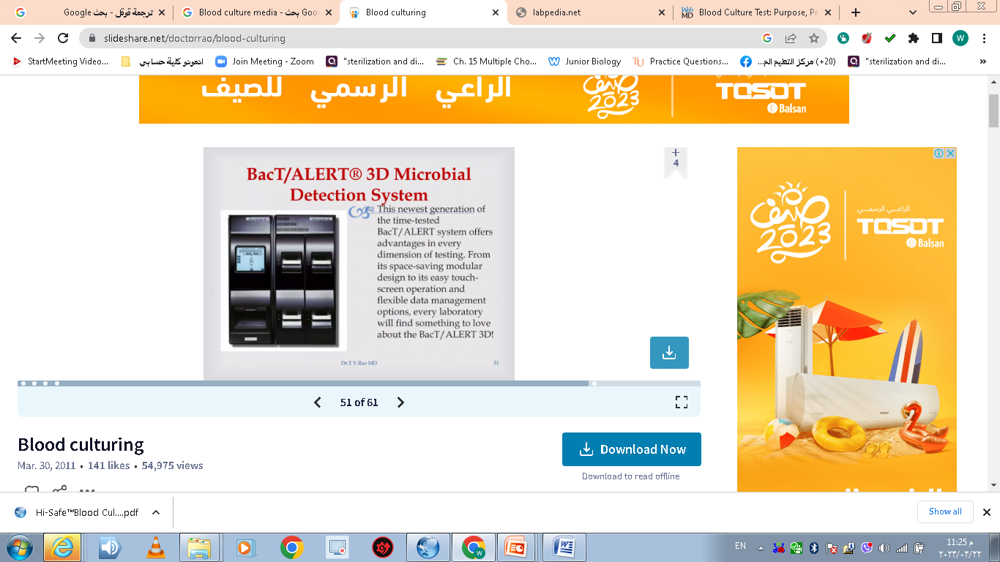 ترجمة قوقل - بحث Google
Blood culture media - بحث Goo
Blood culturing
labpedia.net
Web MD Blood Culture Test: Purpose, Pr
slideshare.net/doctorrao/blood-culturing
W
StartMeeting Video...
اذهونو كلية حسابي
Join Meeting - Zoom
"sterilization and di...
Ch. 15 Multiple Cho...
Junior Biology
TU Practice Questions...
(+20) مركز التعليم الم...
"sterilization and di...
»
الراعي الرسمي للصيف
صيف 2023
TOSOT
Balsan
BacT/ALERT® 3D Microbial
Detection System
This newest generation of
the time-tested
BacT/ALERT system offers
advantages in every
dimension of testing. From
its space-saving modular
design to its easy touch-
screen operation and
flexible data management
options, every laboratory
will find something to love
about the BacT/ALERT 3D!
Dr.T.V.Rao MD 51
4
51 of 61
Blood culturing
Mar. 30, 2011 • 141 likes • 54,975 views
Download Now
Download to read offline
صيف 2023
الراعي الرسمي
TOSOT
Balsan
Hi-Safe™Blood Cul....pdf
Show all
EN
11:25 م
٢٠٢٣/٠٣/٢٢